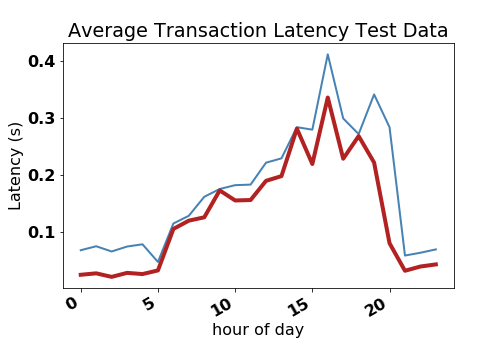 Average Transaction Latency Test Data
0.4
0.3
0.2
0.1
Latency (s)
0 5 10 15 20
hour of day